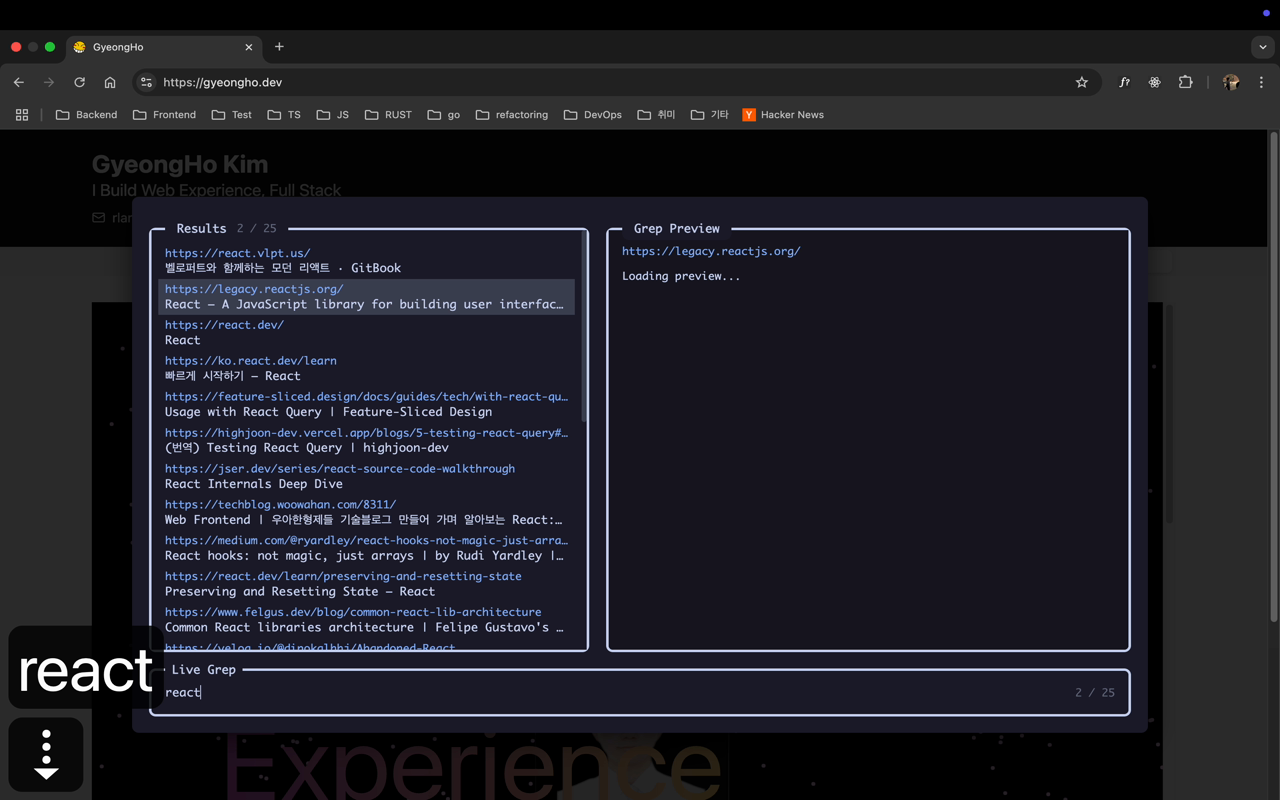 GyeongHo
https://gyeongho.dev
f?
Backend
Frontend
Test
TS
JS
RUST
go
refactoring
DevOps
취미
기타
Y
Hacker News
GyeongHo Kim
I Build Web Experience, Full Stack
rlar
Results 2 / 25
https://react.vlpt.us/
벨로퍼트와 함께하는 모던 리액트 · GitBook
https://legacy.reactjs.org/
React – A JavaScript library for building user interfac…
https://react.dev/
React
https://ko.react.dev/learn
빠르게 시작하기 – React
https://feature-sliced.design/docs/guides/tech/with-react-qu…
Usage with React Query | Feature-Sliced Design
https://highjoon-dev.vercel.app/blogs/5-testing-react-query#…
(번역) Testing React Query | highjoon-dev
https://jser.dev/series/react-source-code-walkthrough
React Internals Deep Dive
https://techblog.woowahan.com/8311/
Web Frontend | 우아한형제들 기술블로그 만들어 가며 알아보는 React:…
https://medium.com/@ryardley/react-hooks-not-magic-just-arra…
React hooks: not magic, just arrays | by Rudi Yardley |…
https://react.dev/learn/preserving-and-resetting-state
Preserving and Resetting State – React
https://www.felgus.dev/blog/common-react-lib-architecture
Common React libraries architecture | Felipe Gustavo's …
Grep Preview
https://legacy.reactjs.org/
Loading preview...
Live Grep
react
2 / 25
react
Experience